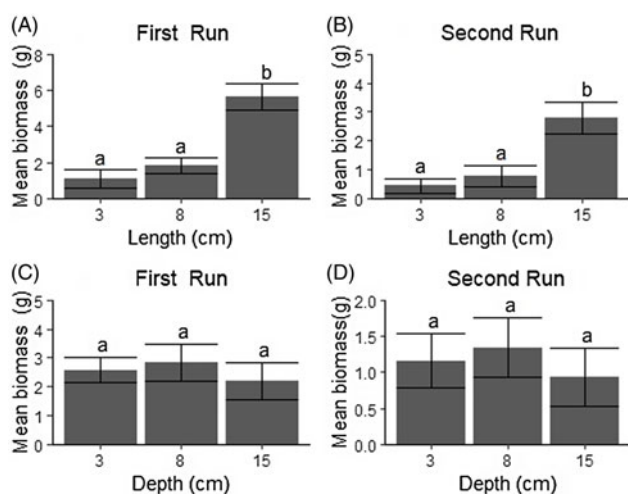 (A) First Run
Mean biomass (g)
8
6
4
2
0
a
a
b
3 8 15
Length (cm)
(B) Second Run
Mean biomass (g)
5
4
3
2
1
0
a
a
b
3 8 15
Length (cm)
(C) First Run
Mean biomass (g)
5
4
3
2
1
0
a
a
a
3 8 15
Depth (cm)
(D) Second Run
Mean biomass(g)
2.0
1.5
1.0
0.5
0.0
a
a
a
3 8 15
Depth (cm)